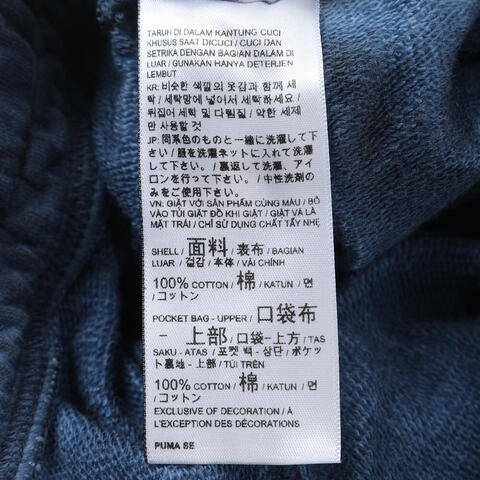 TARUH DI DALAM KANTUNG CUCI
KHUSUS SAAT DICUCI / CUCI DAN
SETRIKA DENGAN BAGIAN DALAM DI
LUAR / GUNAKAN HANYA DETERJEN
LEMBUT
KR: 비슷한 색깔의 옷감과 함께 세
탁 / 세탁망에 넣어서 세탁하세요 /
뒤집어 세탁 및 다림질 / 약한 세제
만 사용할 것
JP: 同系色のものと一緒に洗濯して下
さい / 服を洗濯ネットに入れて洗濯
して下さい。/ 裏返して洗濯、アイ
ロンを行って下さい。/ 中性洗剤のみ
みをご使用下さい。
VN: GIẶT VỚI SẢN PHẨM CÙNG MÀU / BỎ
VÀO TÚI GIẶT ĐỒ KHI GIẶT / GIẶT VÀ LÀ
MẶT TRÁI / CHỈ SỬ DỤNG CHẤT TẨY NHẸ
SHELL / 面料 / 表布 / BAGIAN
LUAR / 겉감 / 本体 / VẢI CHÍNH
100% COTTON / 棉 / KATUN / 면
/ コットン
POCKET BAG - UPPER / 口袋布
- 上部 / 口袋-上方 / TAS
SAKU - ATAS / 포켓 백 - 상단 / ポケッ
ト裏地 - 上部 / TÚI TRÊN
100% COTTON / 棉 / KATUN / 면
/ コットン
EXCLUSIVE OF DECORATION / À
L'EXCEPTION DES DÉCORATIONS
PUMA SE